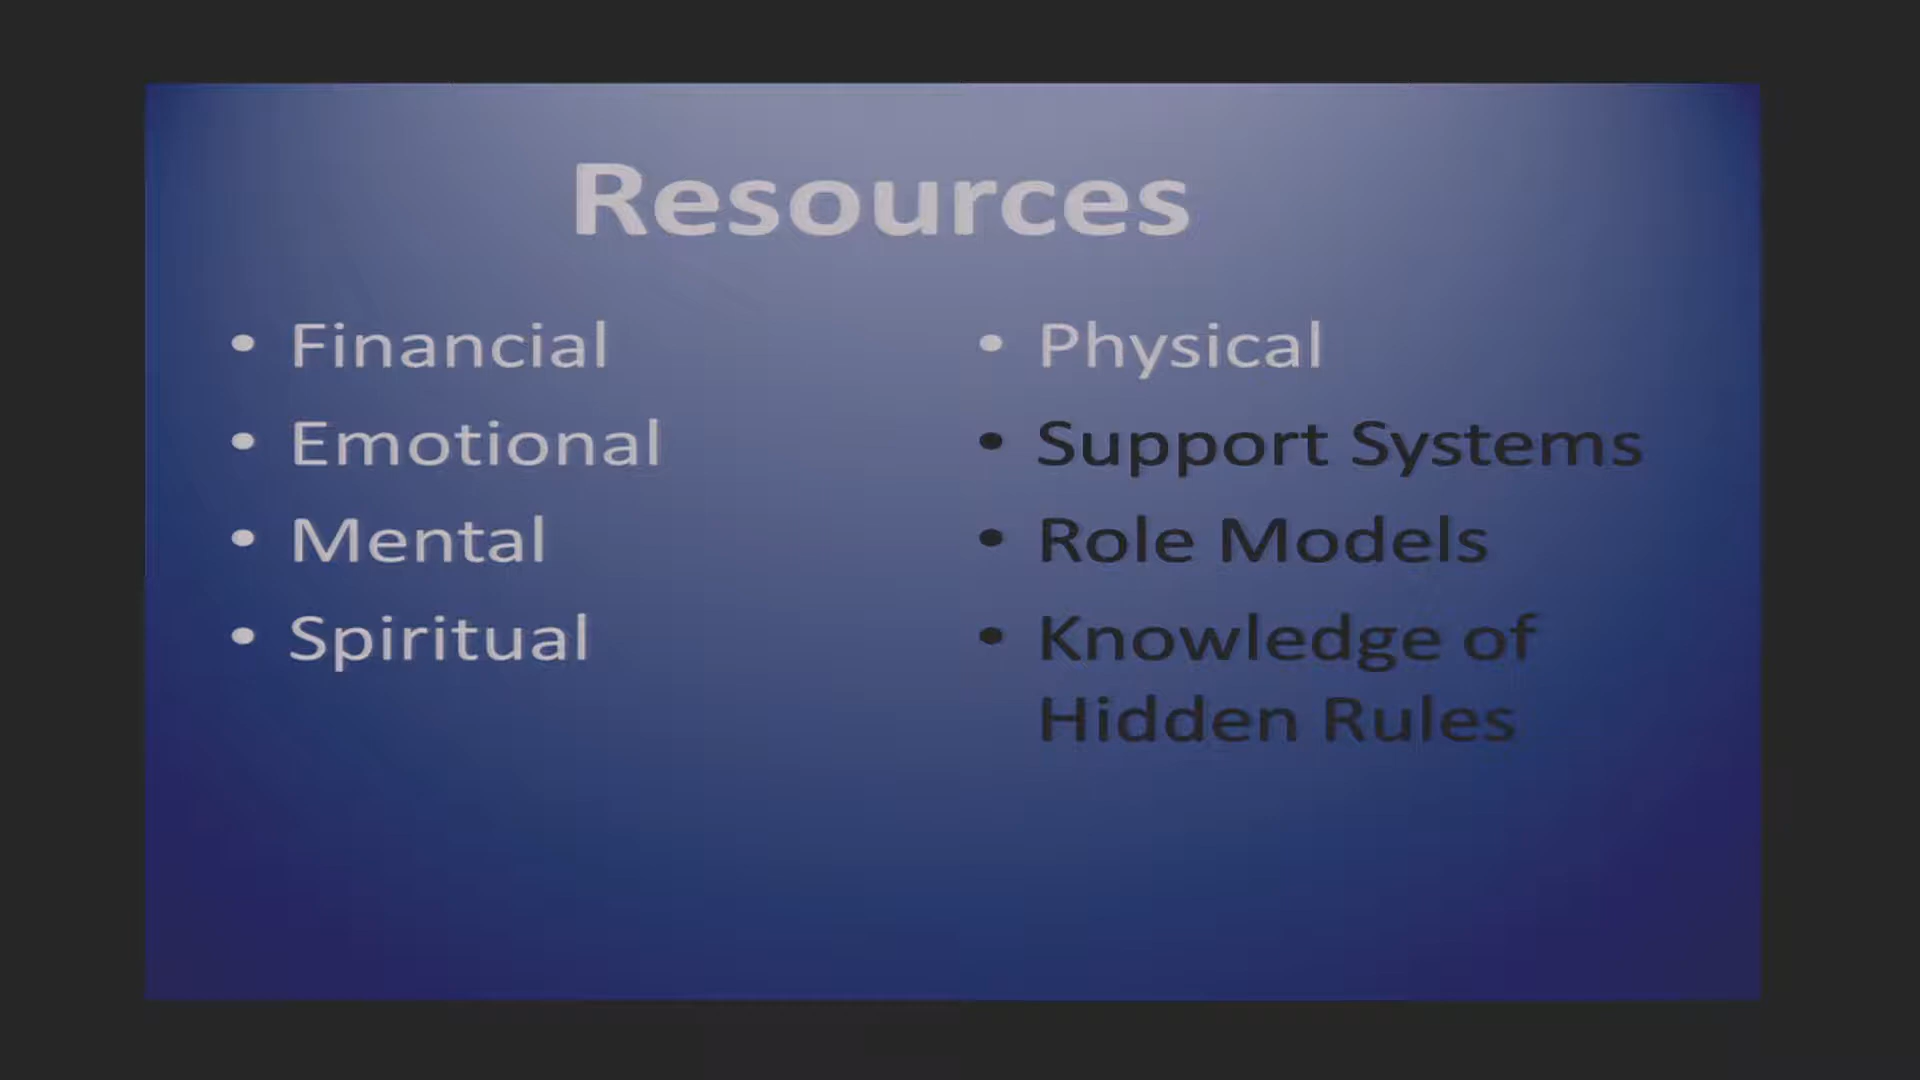 Resources
• Financial
• Emotional
• Mental
• Spiritual
• Physical
• Support Systems
• Role Models
• Knowledge of
Hidden Rules